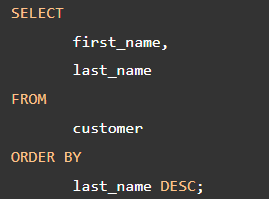 SELECT
first_name,
last_name
FROM
customer
ORDER BY
last_name DESC;